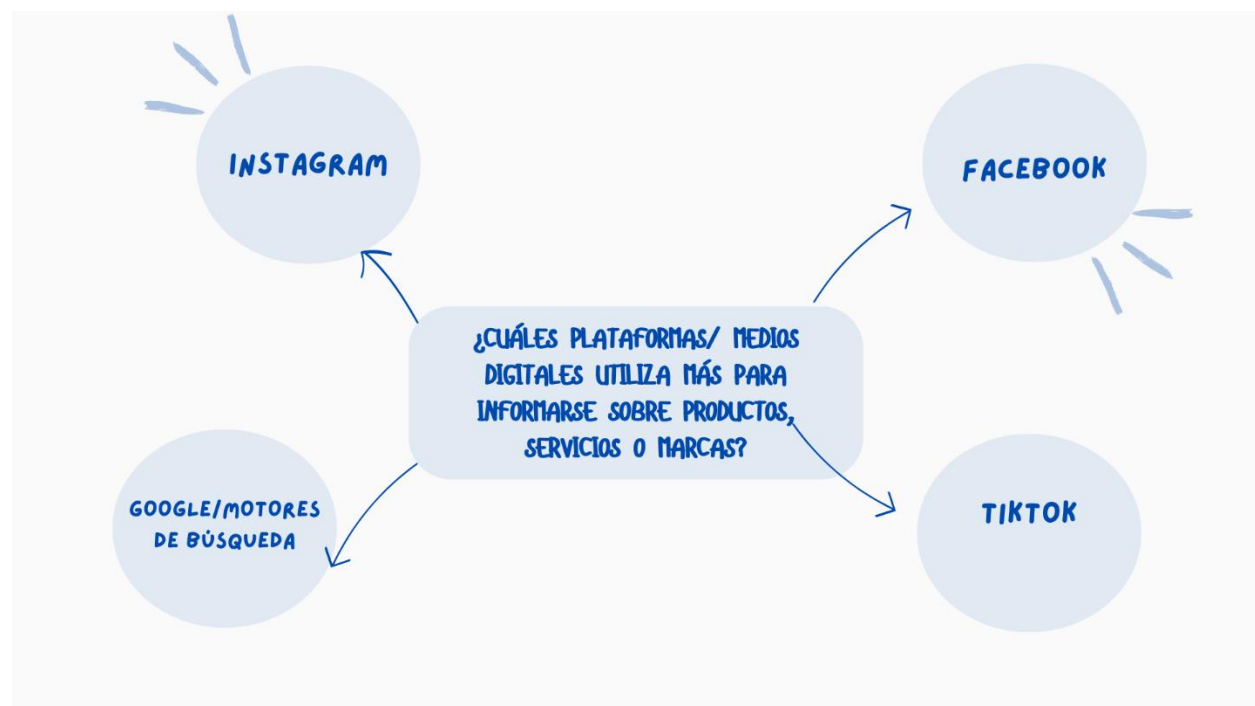 INSTAGRAM
FACEBOOK
¿CUÁLES PLATAFORMAS/ MEDIOS
DIGITALES UTILIZA MÁS PARA
INFORMARSE SOBRE PRODUCTOS,
SERVICIOS O MARCAS?
GOOGLE/MOTORES
DE BÚSQUEDA
TIKTOK